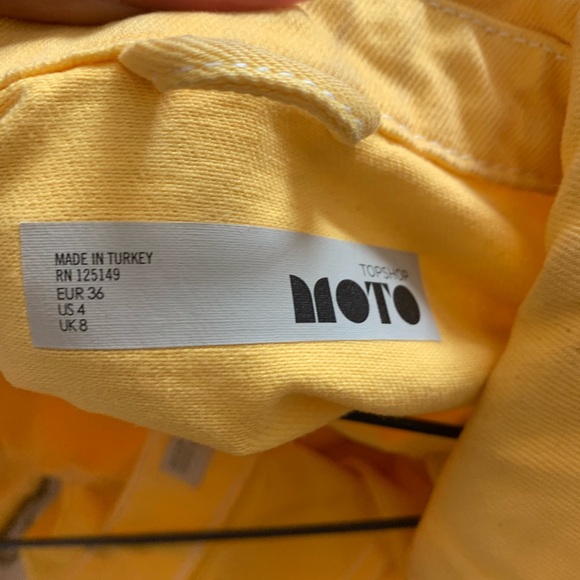 MADE IN TURKEY
RN 125149
EUR 36
US 4
UK 8
TOPSHOP
MOTO